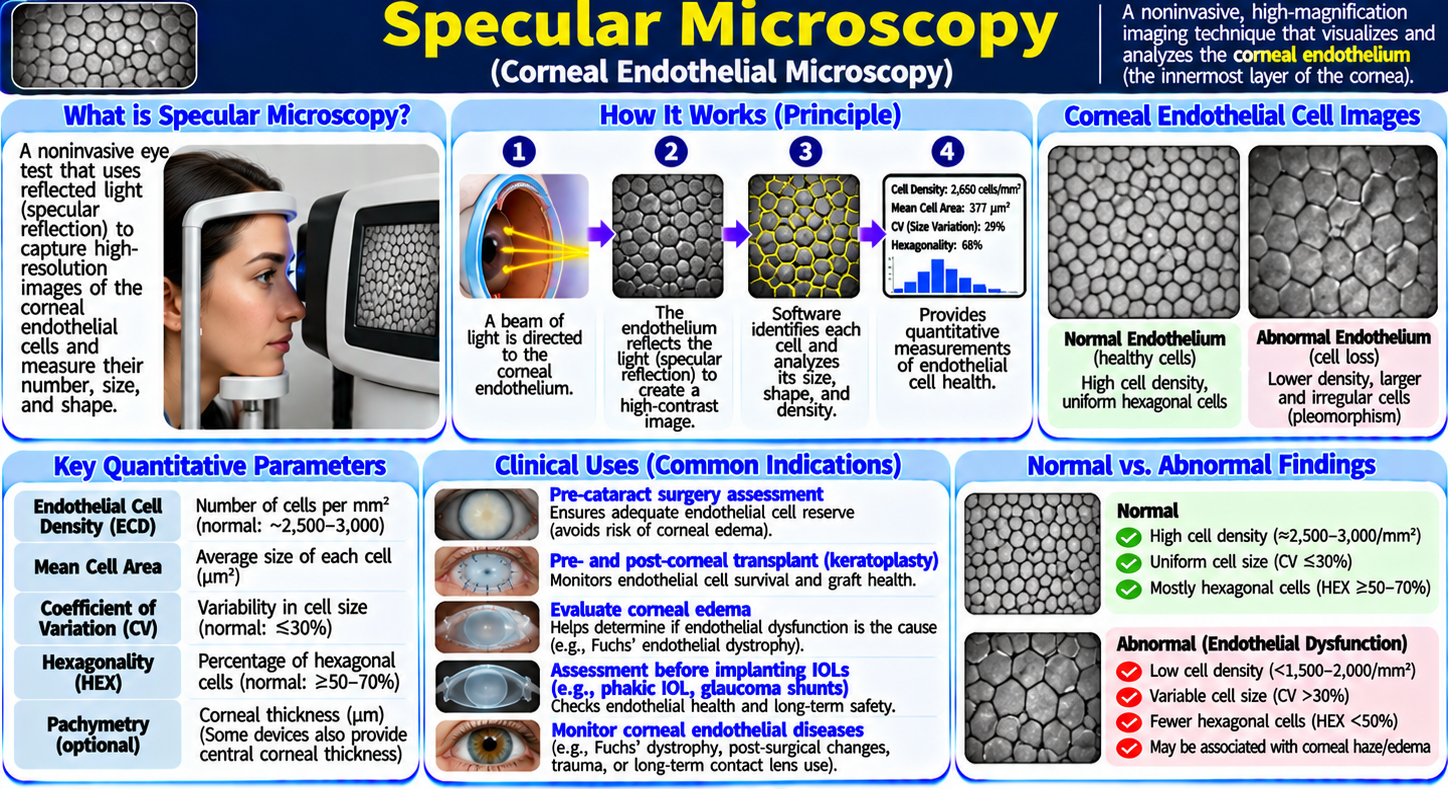 Specular Microscopy
(Corneal Endothelial Microscopy)
A noninvasive, high-magnification
imaging technique that visualizes and
analyzes the corneal endothelium
(the innermost layer of the cornea).
What is Specular Microscopy?
A noninvasive eye
test that uses
reflected light
(specular
reflection) to
capture high-
resolution
images of the
corneal
endothelial
cells and
measure their
number, size,
and shape.
How It Works (Principle)
1
A beam of
light is directed
to the
corneal
endothelium.
2
The
endothelium
reflects the
light (specular
reflection) to
create a
high-contrast
image.
3
Software
identifies each
cell and
analyzes
its size,
shape, and
density.
4
Cell Density: 2,650 cells/mm²
Mean Cell Area: 377 µm²
CV (Size Variation): 29%
Hexagonality: 68%
Provides
quantitative
measurements
of endothelial
cell health.
Corneal Endothelial Cell Images
Normal Endothelium
(healthy cells)
High cell density,
uniform hexagonal cells
Abnormal Endothelium
(cell loss)
Lower density, larger
and irregular cells
(pleomorphism)
Key Quantitative Parameters
Endothelial Cell
Density (ECD)
Number of cells per mm²
(normal: ~2,500–3,000)
Mean Cell Area
Average size of each cell
(µm²)
Coefficient of
Variation (CV)
Variability in cell size
(normal: ≤30%)
Hexagonality
(HEX)
Percentage of hexagonal
cells (normal: ≥50–70%)
Pachymetry
(optional)
Corneal thickness (µm)
(Some devices also provide
central corneal thickness)
Clinical Uses (Common Indications)
Pre-cataract surgery assessment
Ensures adequate endothelial cell reserve
(avoids risk of corneal edema).
Pre- and post-corneal transplant (keratoplasty)
Monitors endothelial cell survival and graft health.
Evaluate corneal edema
Helps determine if endothelial dysfunction is the cause
(e.g., Fuchs' endothelial dystrophy).
Assessment before implanting IOLs
(e.g., phakic IOL, glaucoma shunts)
Checks endothelial health and long-term safety.
Monitor corneal endothelial diseases
(e.g., Fuchs' dystrophy, post-surgical changes,
trauma, or long-term contact lens use).
Normal vs. Abnormal Findings
Normal
High cell density (≈2,500–3,000/mm²)
Uniform cell size (CV ≤30%)
Mostly hexagonal cells (HEX ≥50–70%)
Abnormal (Endothelial Dysfunction)
Low cell density (<1,500–2,000/mm²)
Variable cell size (CV >30%)
Fewer hexagonal cells (HEX <50%)
May be associated with corneal haze/edema